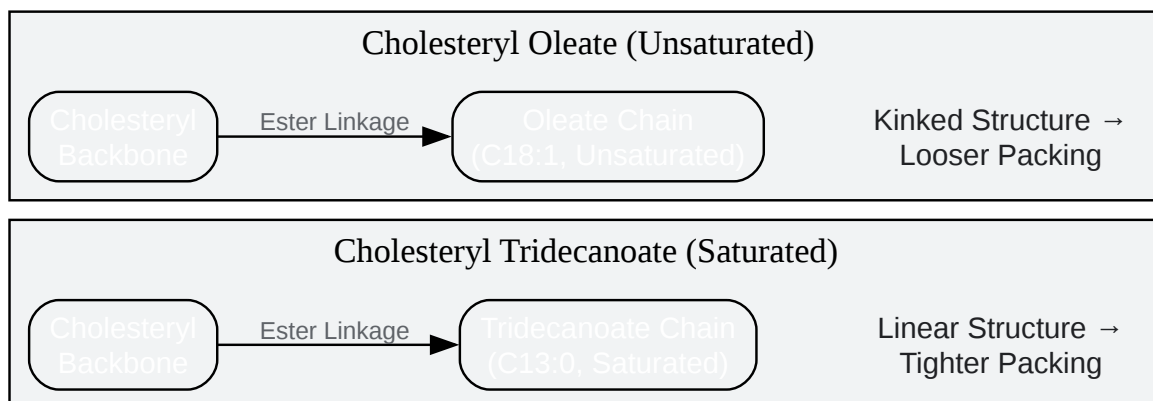 Cholesteryl Oleate (Unsaturated)
Cholesteryl
Backbone
Ester Linkage
Oleate Chain
(C18:1, Unsaturated)
Kinked Structure →
Looser Packing
Cholesteryl Tridecanoate (Saturated)
Cholesteryl
Backbone
Ester Linkage
Tridecanoate Chain
(C13:0, Saturated)
Linear Structure →
Tighter Packing